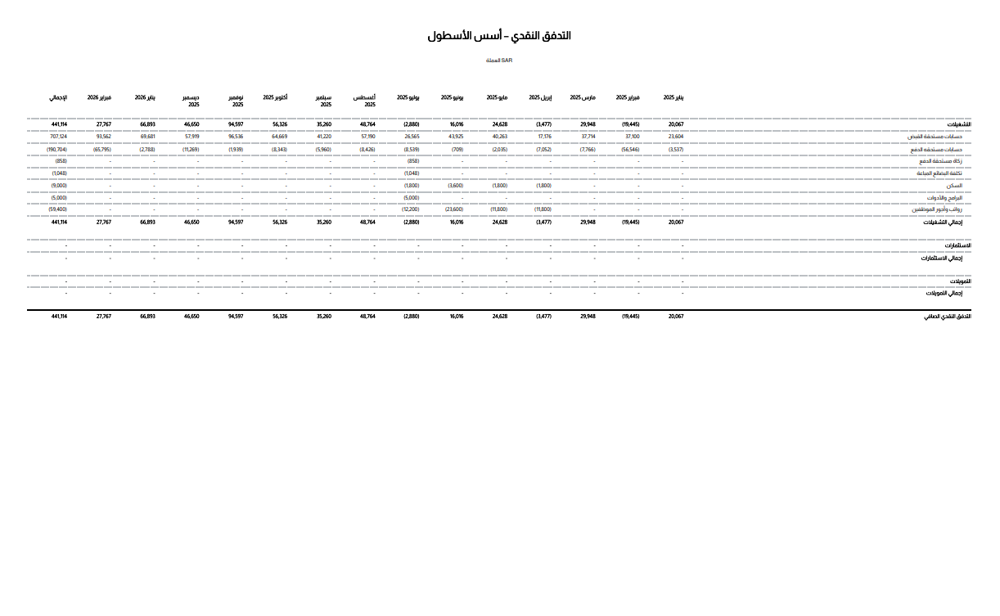 التدفق النقدي – أسس الأسطول
العملة SAR
يناير 2025 فبراير 2025 مارس 2025 إبريل 2025 مايو 2025 يونيو 2025 يوليو 2025 أغسطس 2025 سبتمبر 2025 أكتوبر 2025 نوفمبر 2025 ديسمبر 2025 يناير 2026 فبراير 2026 الإجمالي
التشغيلات 20,067 (19,445) 29,948 (3,477) 24,628 16,016 (2,880) 48,764 35,260 56,326 94,597 46,650 66,893 27,767 441,114
حسابات مستحقة القبض 23,604 37,100 37,714 17,176 40,263 43,925 26,565 57,190 41,220 64,669 96,536 57,919 69,681 93,562 707,124
حسابات مستحقه الدفع (3,537) (56,546) (7,766) (7,052) (2,035) (709) (8,539) (8,426) (5,960) (8,343) (1,939) (11,269) (2,788) (65,795) (190,704)
زكاة مستحقة الدفع - - - - - - (858) - - - - - - - (858)
تكلفة البضائع المباعة - - - - - - (1,048) - - - - - - - (1,048)
السكن - - - (1,800) (1,800) (3,600) (1,800) - - - - - - - (9,000)
البرامج والأدوات - - - - - - (5,000) - - - - - - - (5,000)
رواتب وأجور الموظفين - - - (11,800) (11,800) (23,600) (12,200) - - - - - - - (59,400)
إجمالي التشغيلات 20,067 (19,445) 29,948 (3,477) 24,628 16,016 (2,880) 48,764 35,260 56,326 94,597 46,650 66,893 27,767 441,114
الاستثمارات - - - - - - - - - - - - - - -
إجمالي الاستثمارات - - - - - - - - - - - - - - -
التمويلات - - - - - - - - - - - - - - -
إجمالي التمويلات - - - - - - - - - - - - - - -
التدفق النقدي الصافي 20,067 (19,445) 29,948 (3,477) 24,628 16,016 (2,880) 48,764 35,260 56,326 94,597 46,650 66,893 27,767 441,114